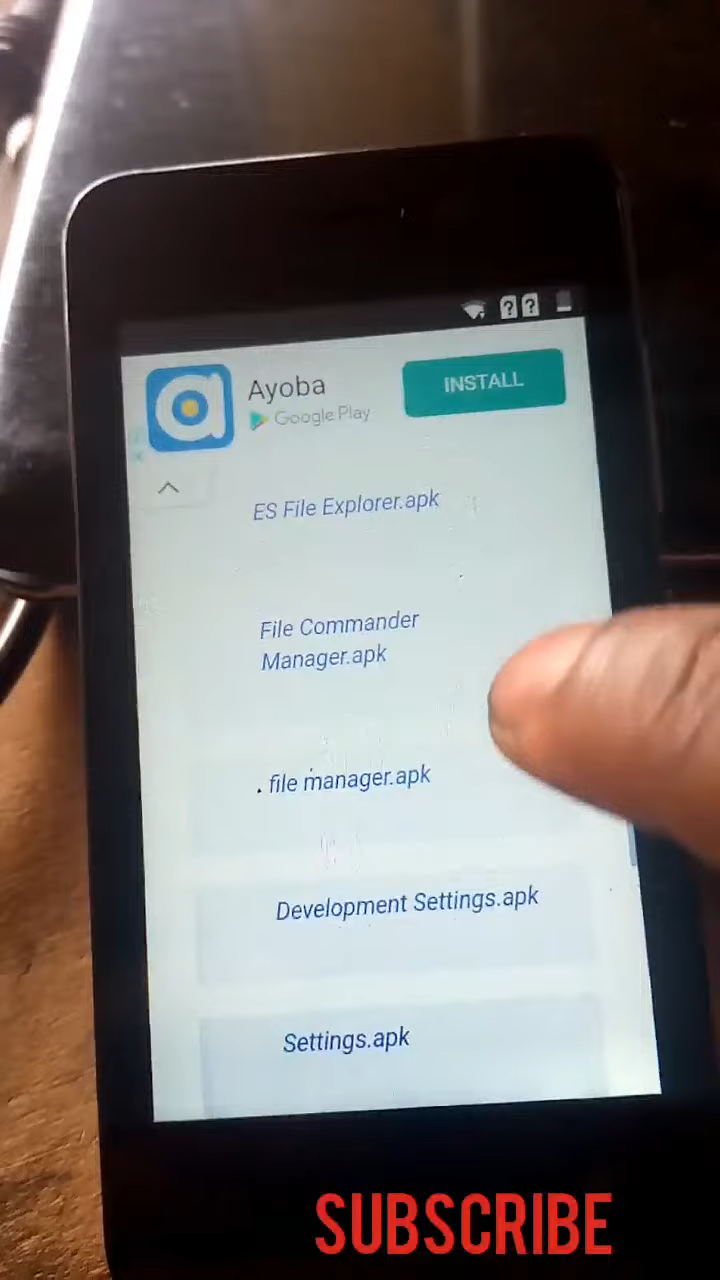 ? ?
Ayoba
INSTALL
Google Play
ES File Explorer.apk
File Commander
Manager.apk
. file manager.apk
Development Settings.apk
Settings.apk
SUBSCRIBE